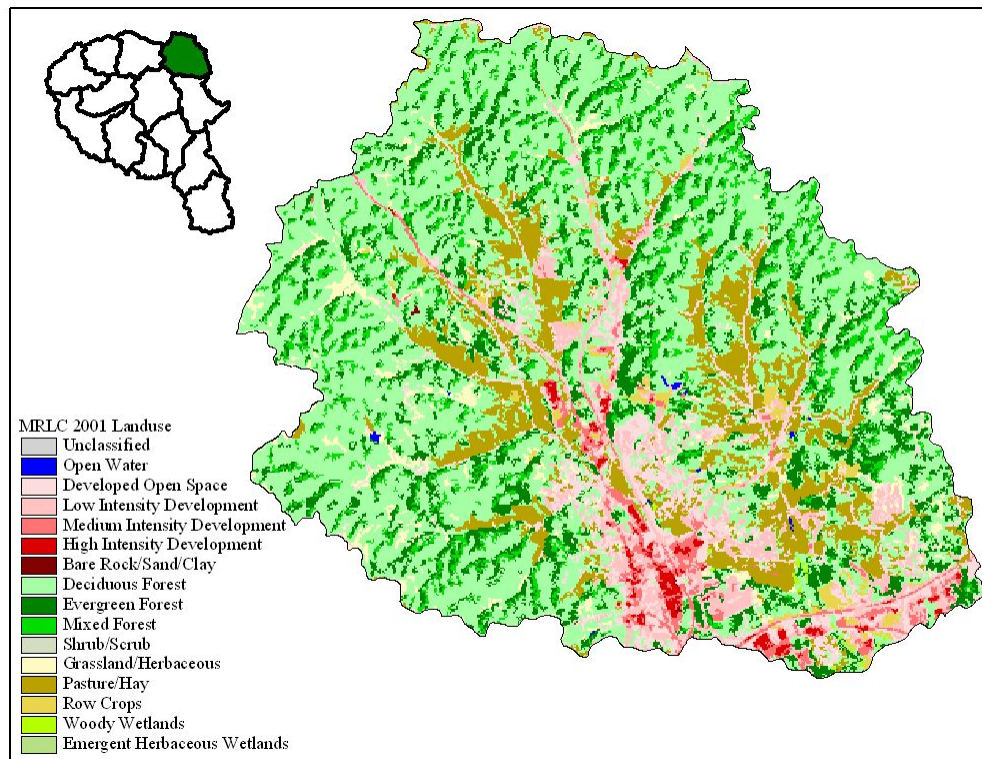 MRLC 2001 Landuse
Unclassified
Open Water
Developed Open Space
Low Intensity Development
Medium Intensity Development
High Intensity Development
Bare Rock/Sand/Clay
Deciduous Forest
Evergreen Forest
Mixed Forest
Shrub/Scrub
Grassland/Herbaceous
Pasture/Hay
Row Crops
Woody Wetlands
Emergent Herbaceous Wetlands